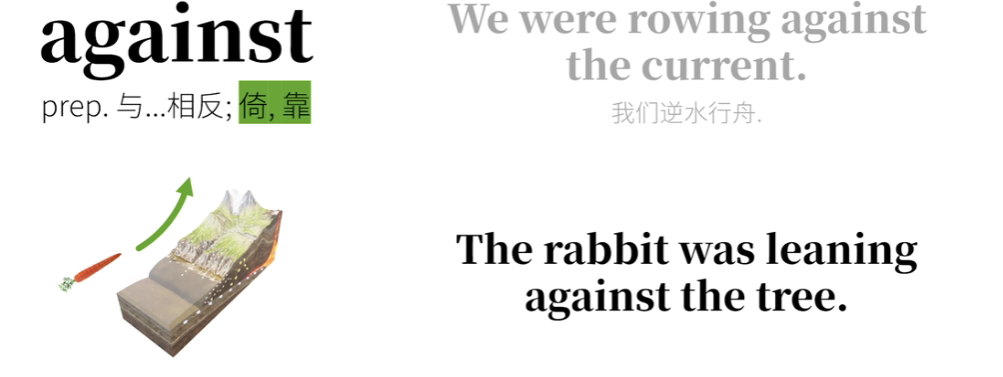 against
prep. 与...相反; 倚, 靠
We were rowing against
the current.
我们逆水行舟.
The rabbit was leaning
against the tree.